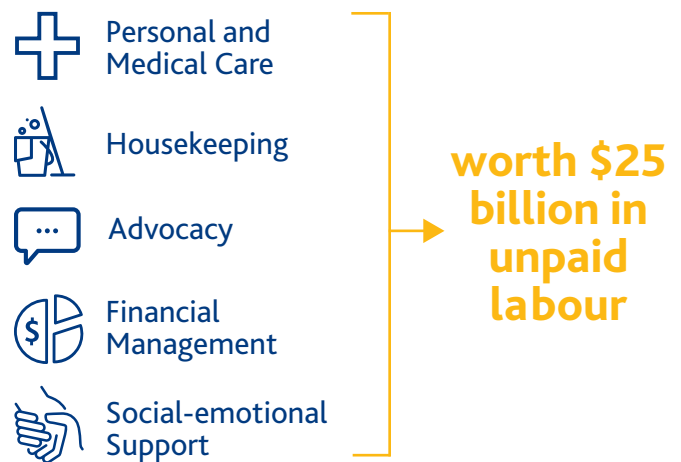 Personal and
Medical Care
Housekeeping
Advocacy
Financial
Management
$
Social-emotional
Support
worth $25
billion in
unpaid
labour